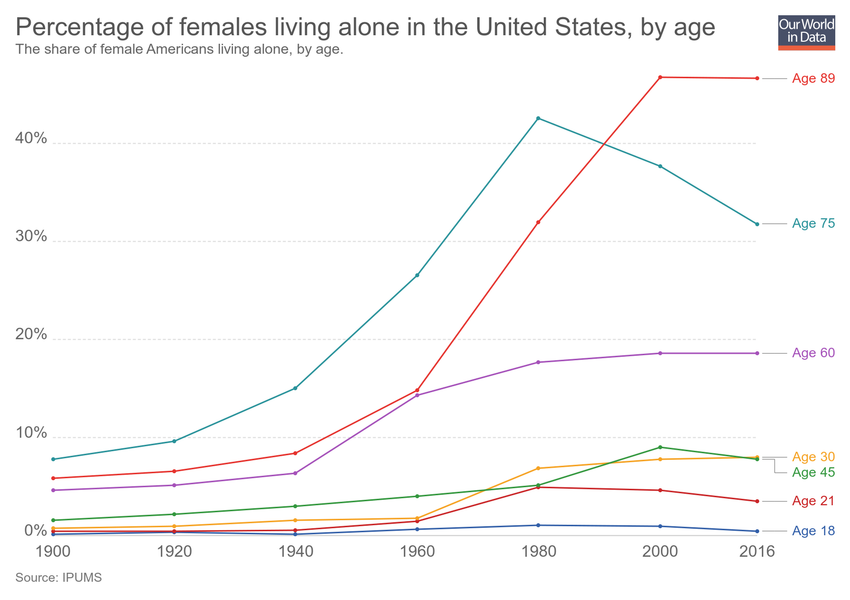 Percentage of females living alone in the United States, by age
The share of female Americans living alone, by age.
Our World
in Data
40%
30%
20%
10%
0%
1900 1920 1940 1960 1980 2000 2016
Age 89
Age 75
Age 60
Age 30
Age 45
Age 21
Age 18
Source: IPUMS